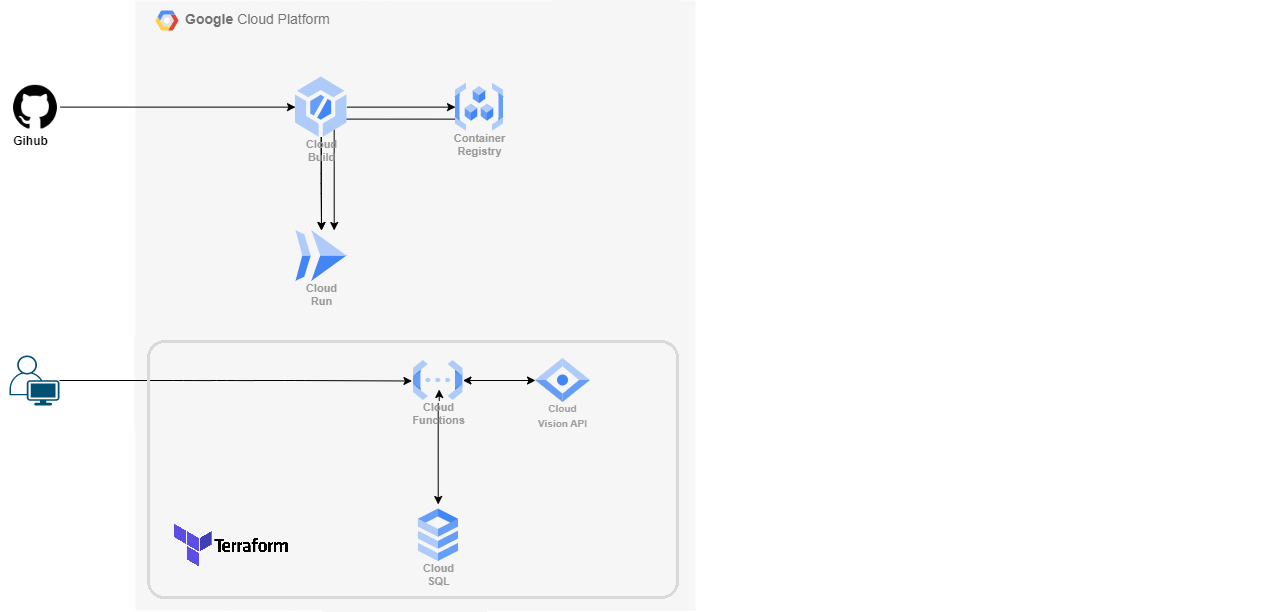 Google Cloud Platform
Gihub
Cloud
Build
Container
Registry
Cloud
Run
Cloud
Functions
Cloud
Vision API
Terraform
Cloud
SQL